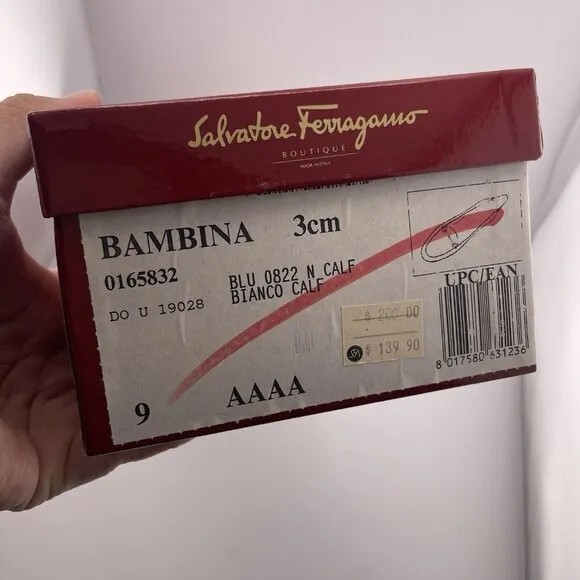 Salvatore Ferragamo
BOUTIQUE
MADE IN ITALY
BAMBINA 3cm
0165832
BLU 0822 N CALF
BIANCO CALF
DO U 19028
UPC/EAN
$ 200 00
$ 139 90
8 017580 631236
9 AAAA